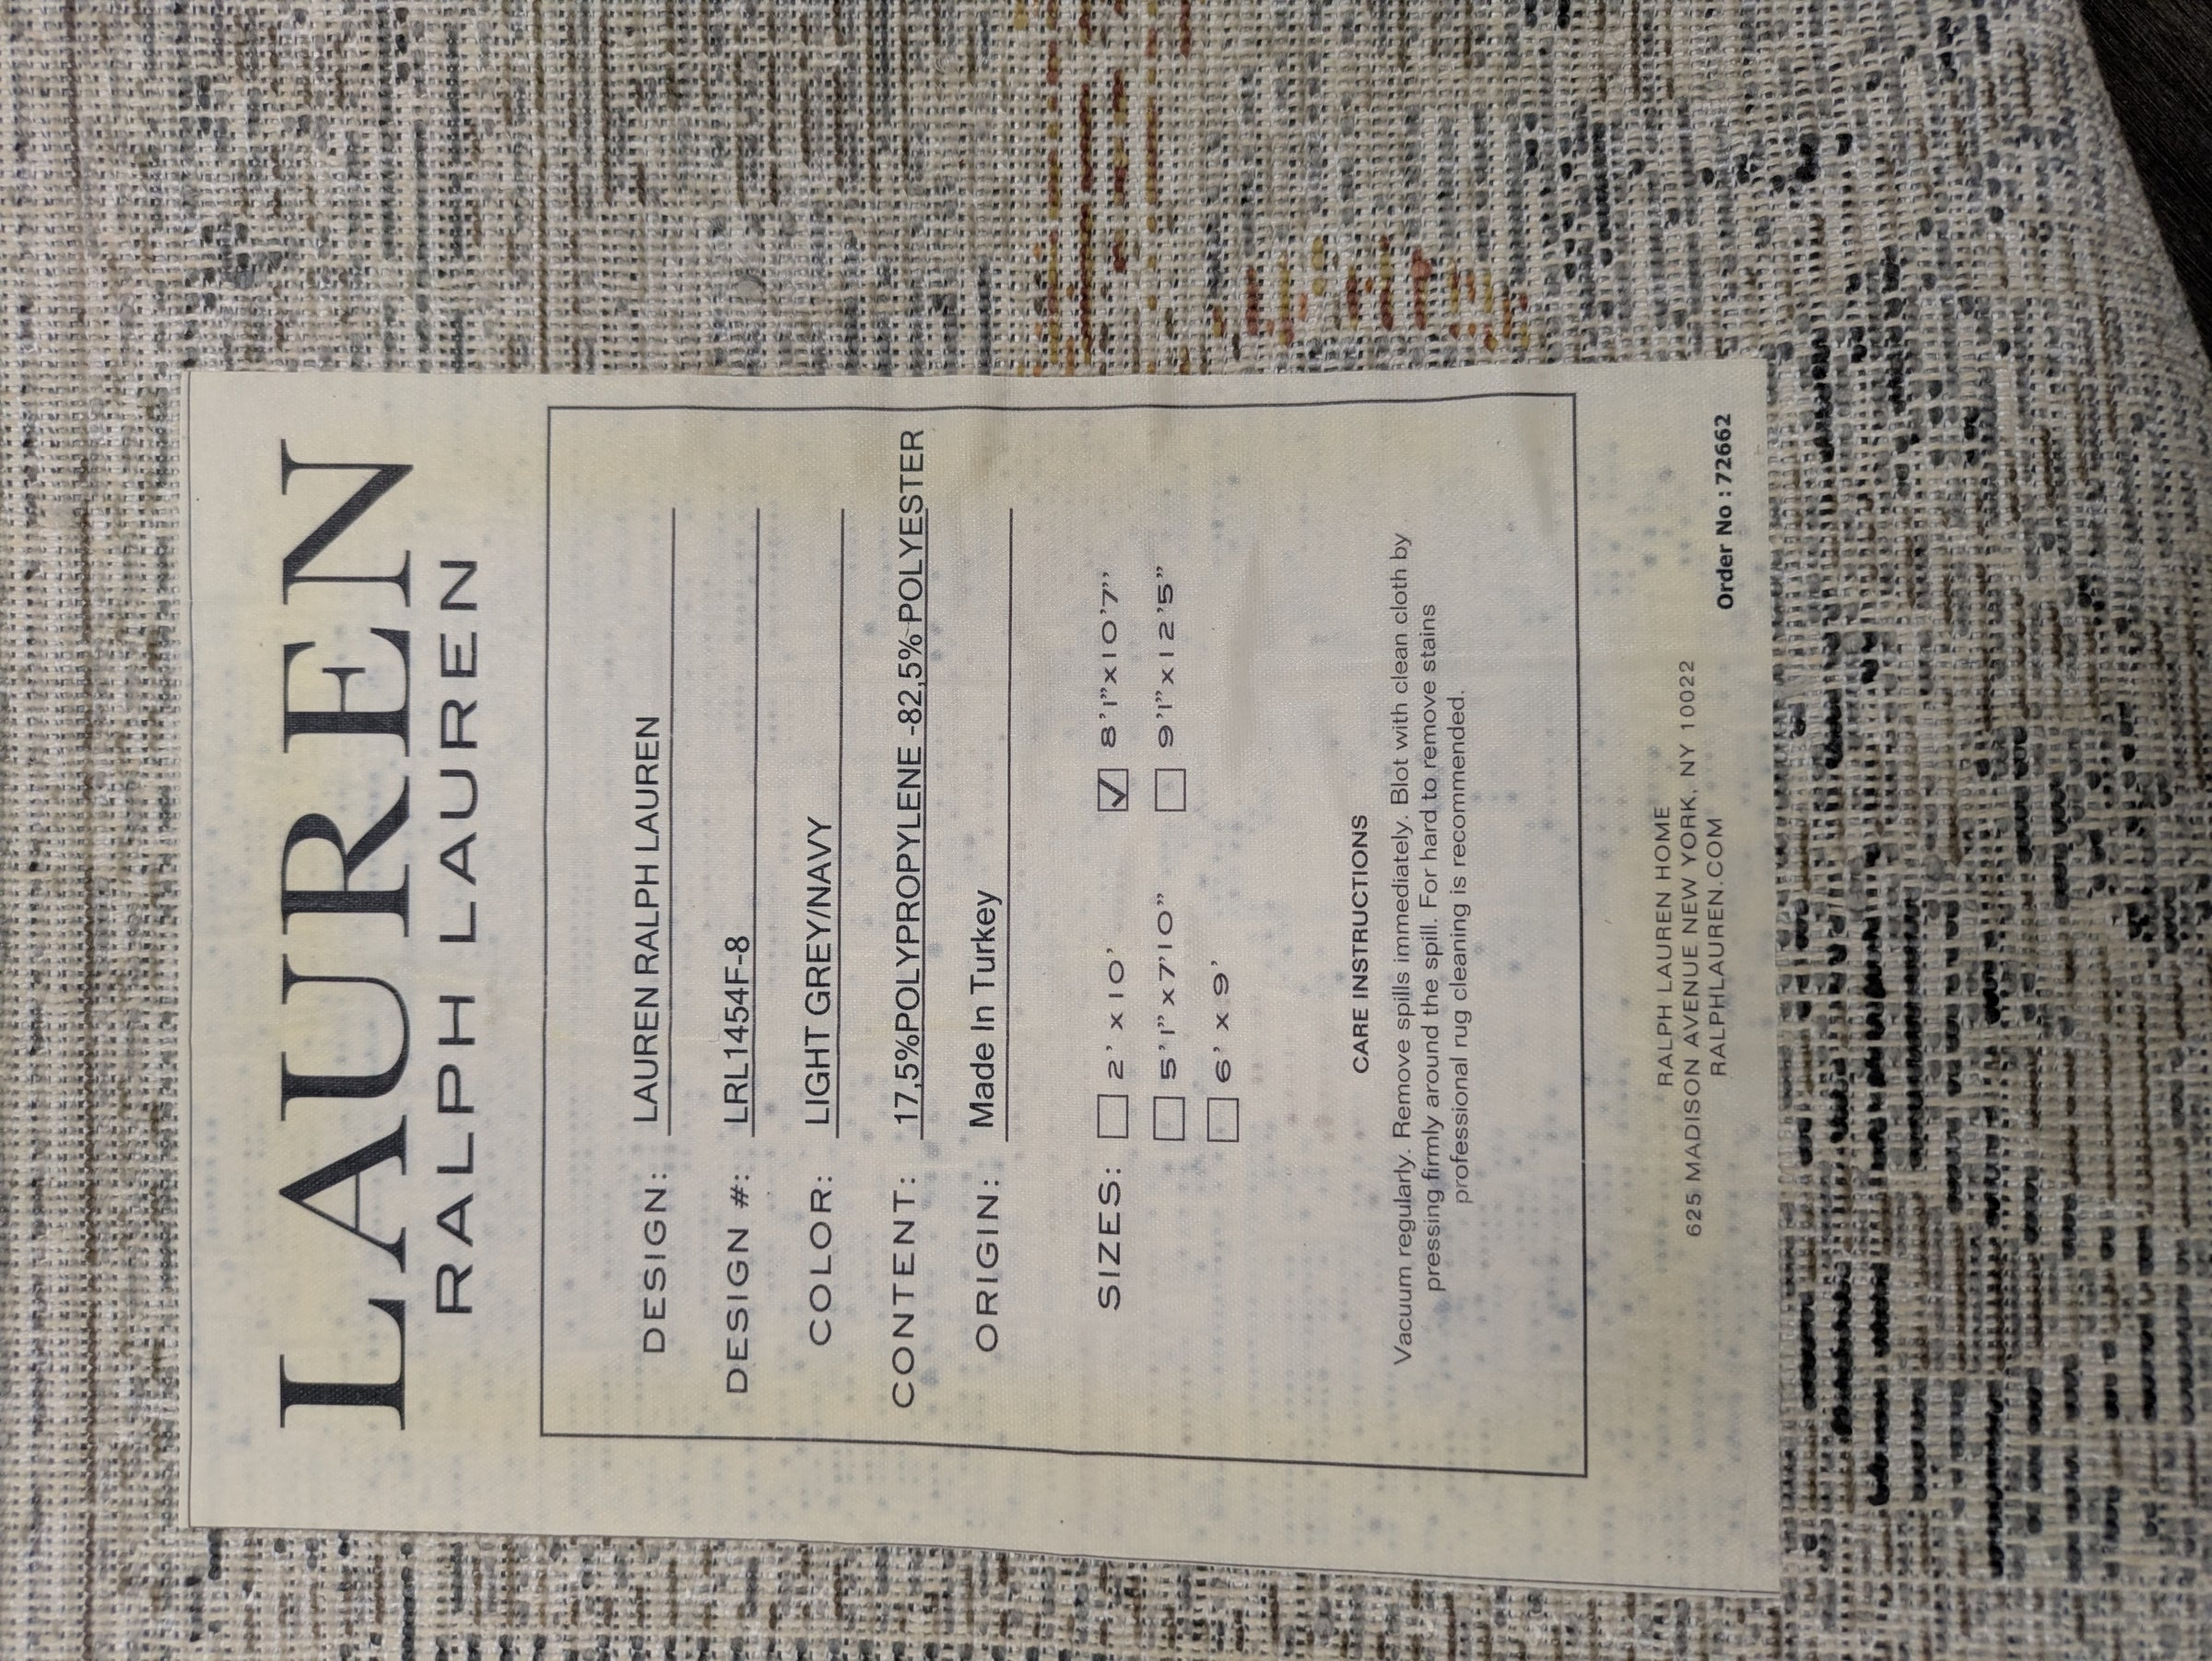 LAUREN
RALPH LAUREN
DESIGN: LAUREN RALPH LAUREN
DESIGN #: LRL1454F-8
COLOR: LIGHT GREY/NAVY
CONTENT: 17,5%POLYPROPYLENE -82,5% POLYESTER
ORIGIN: Made In Turkey
SIZES: ☐ 2' x 10' ☑ 8'1"x10'7"
☐ 5'1"x7'10" ☐ 9'1"x12'5"
☐ 6' x 9'
CARE INSTRUCTIONS
Vacuum regularly. Remove spills immediately. Blot with clean cloth by
pressing firmly around the spill. For hard to remove stains
professional rug cleaning is recommended.
RALPH LAUREN HOME
625 MADISON AVENUE NEW YORK, NY 10022
RALPHLAUREN.COM
Order No : 72662